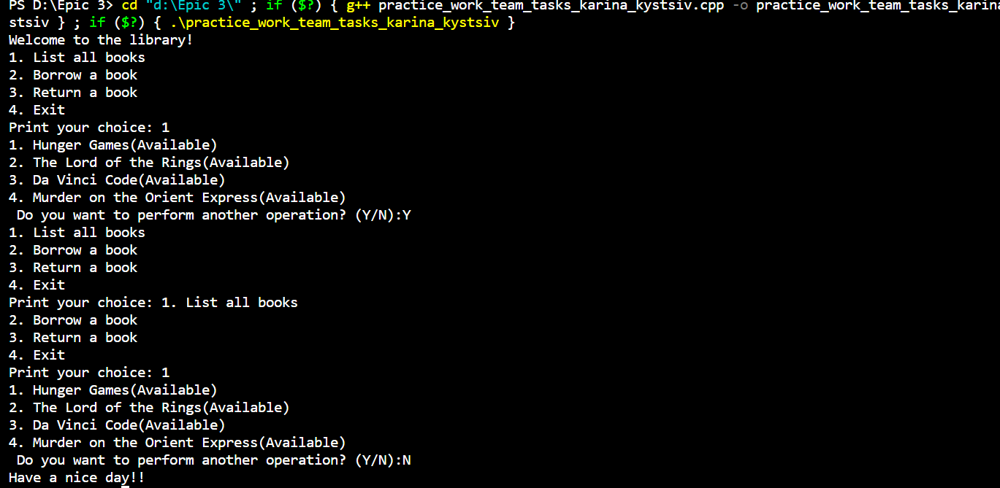 PS D:\Epic 3> cd "d:\Epic 3\" ; if ($?) { g++ practice_work_team_tasks_karina_kystsiv.cpp -o practice_work_team_tasks_karina
stsiv } ; if ($?) { .\practice_work_team_tasks_karina_kystsiv }
Welcome to the library!
1. List all books
2. Borrow a book
3. Return a book
4. Exit
Print your choice: 1
1. Hunger Games(Available)
2. The Lord of the Rings(Available)
3. Da Vinci Code(Available)
4. Murder on the Orient Express(Available)
 Do you want to perform another operation? (Y/N):Y
1. List all books
2. Borrow a book
3. Return a book
4. Exit
Print your choice: 1. List all books
2. Borrow a book
3. Return a book
4. Exit
Print your choice: 1
1. Hunger Games(Available)
2. The Lord of the Rings(Available)
3. Da Vinci Code(Available)
4. Murder on the Orient Express(Available)
 Do you want to perform another operation? (Y/N):N
Have a nice day!!